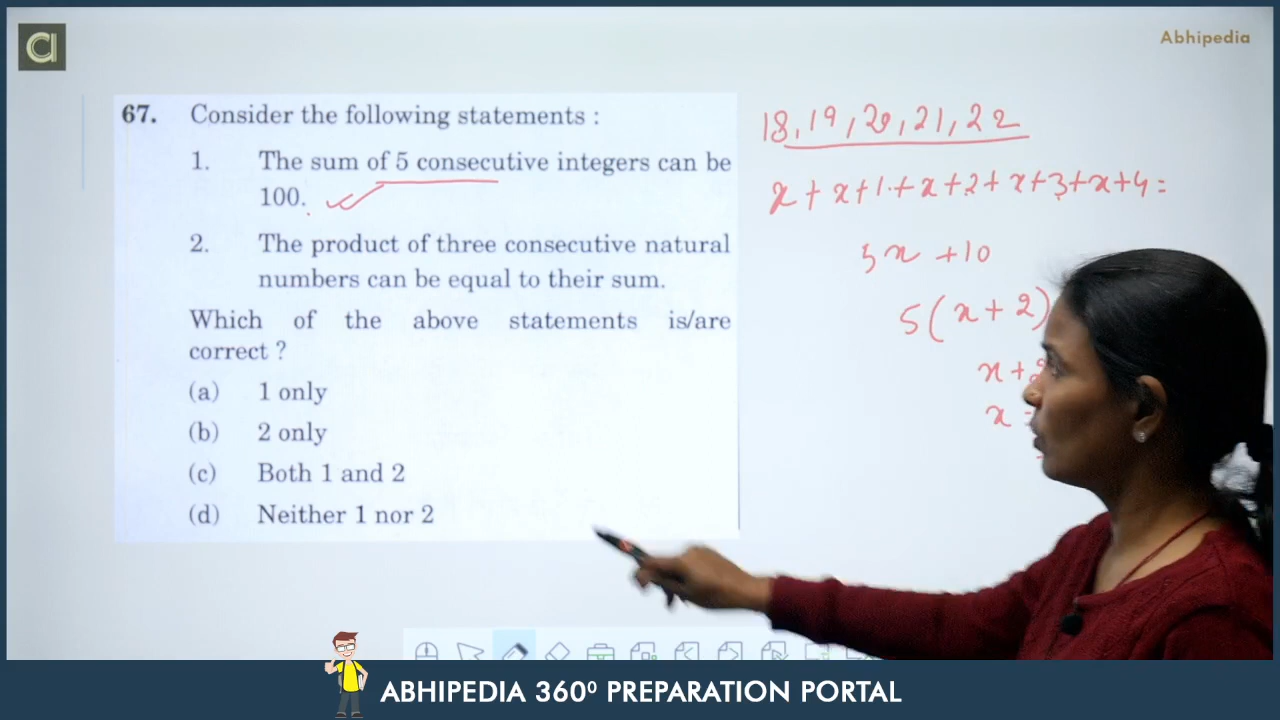 Abhipedia
67. Consider the following statements :
1. The sum of 5 consecutive integers can be
100.
2. The product of three consecutive natural
numbers can be equal to their sum.
Which of the above statements is/are
correct ?
(a) 1 only
(b) 2 only
(c) Both 1 and 2
(d) Neither 1 nor 2
18, 19, 20, 21, 22
x + x+1 + x+2 + x+3 + x+4 =
5x + 10
5(x + 2)
x+2
x =
ABHIPEDIA 360⁰ PREPARATION PORTAL